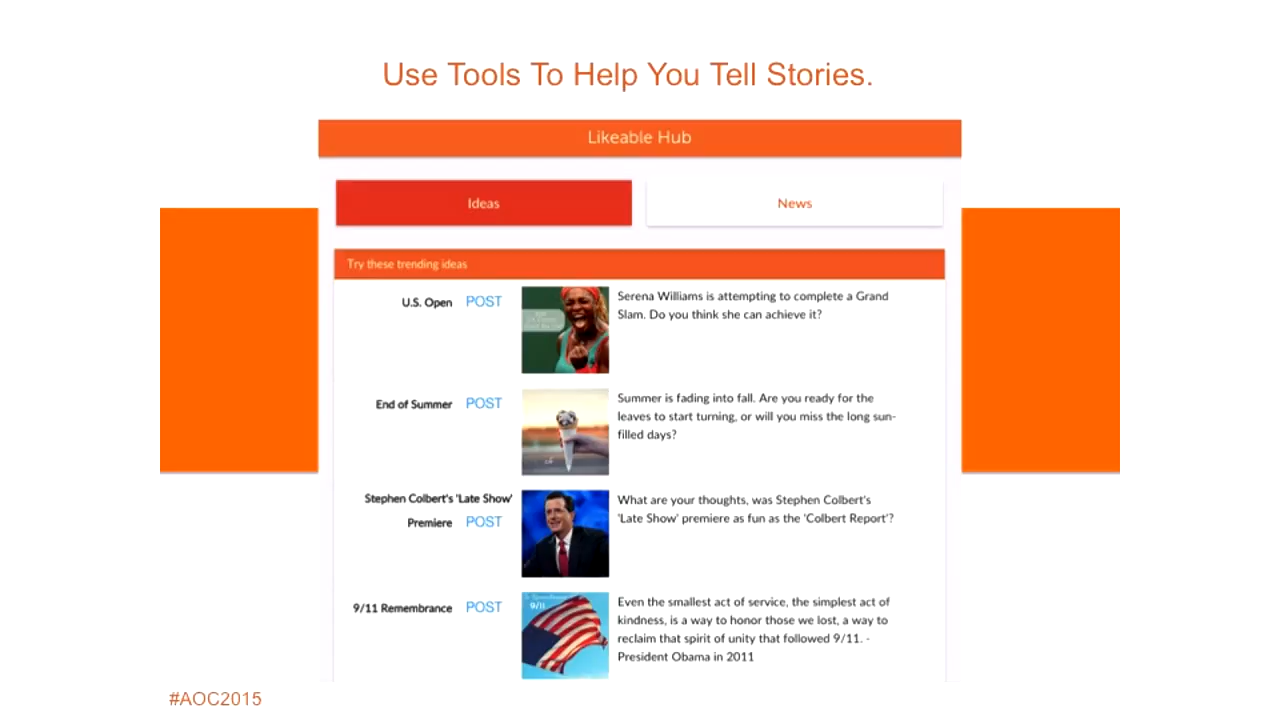 Use Tools To Help You Tell Stories.
Likeable Hub
Ideas
News
Try these trending ideas
U.S. Open POST
Serena Williams is attempting to complete a Grand
Slam. Do you think she can achieve it?
End of Summer POST
Summer is fading into fall. Are you ready for the
leaves to start turning, or will you miss the long sun-
filled days?
Stephen Colbert's 'Late Show'
Premiere POST
What are your thoughts, was Stephen Colbert's
'Late Show' premiere as fun as the 'Colbert Report'?
9/11 Remembrance POST
9/11
Even the smallest act of service, the simplest act of
kindness, is a way to honor those we lost, a way to
reclaim that spirit of unity that followed 9/11. -
President Obama in 2011
#AOC2015